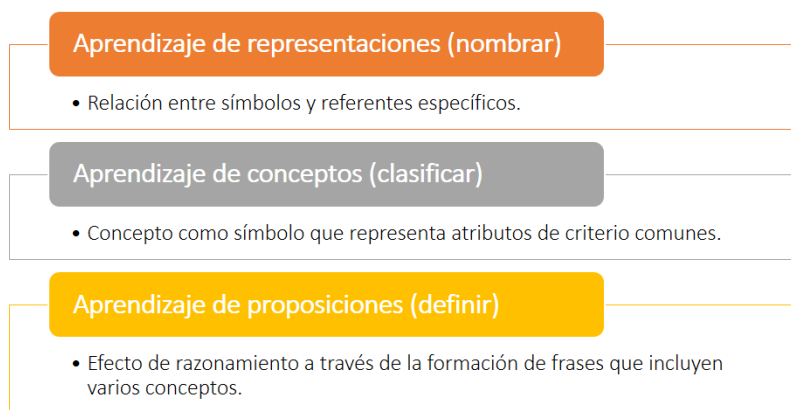 Aprendizaje de representaciones (nombrar)
• Relación entre símbolos y referentes específicos.
Aprendizaje de conceptos (clasificar)
• Concepto como símbolo que representa atributos de criterio comunes.
Aprendizaje de proposiciones (definir)
• Efecto de razonamiento a través de la formación de frases que incluyen
varios conceptos.